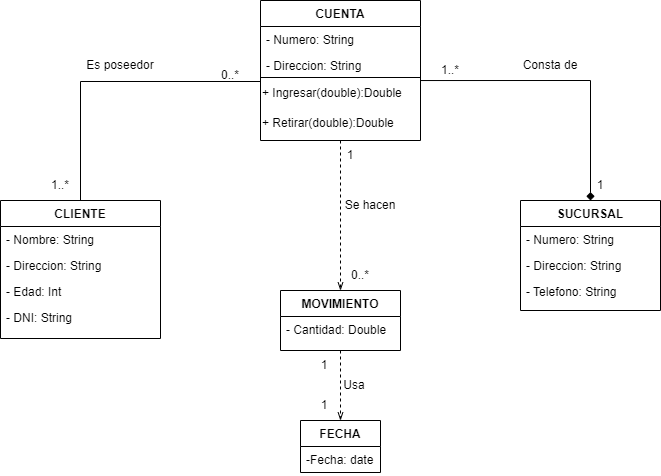 CUENTA
- Numero: String
- Direccion: String
+ Ingresar(double):Double
+ Retirar(double):Double
Es poseedor
0..*
1..*
1..*
Consta de
1
1
Se hacen
0..*
CLIENTE
- Nombre: String
- Direccion: String
- Edad: Int
- DNI: String
SUCURSAL
- Numero: String
- Direccion: String
- Telefono: String
MOVIMIENTO
- Cantidad: Double
1
Usa
1
FECHA
-Fecha: date